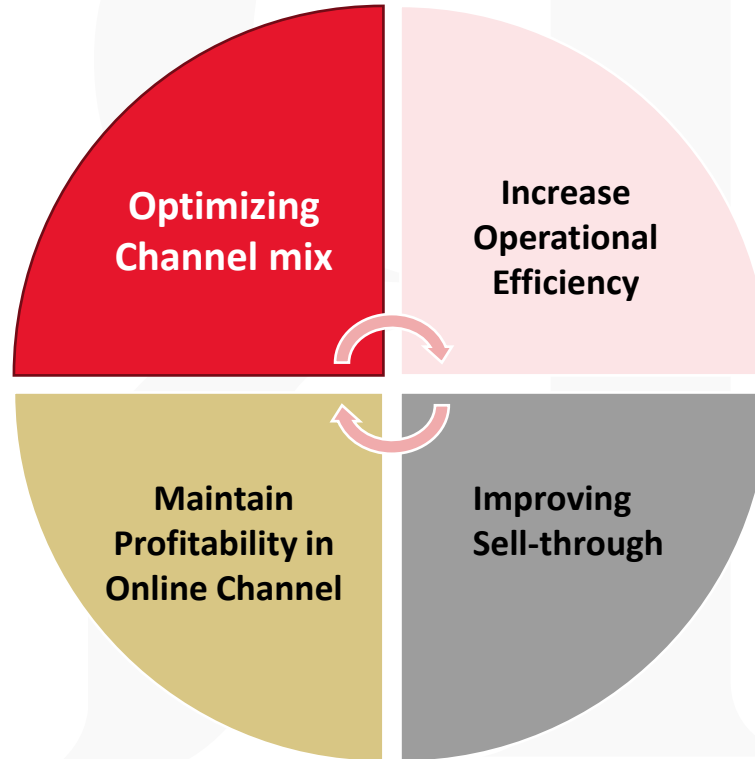 Optimizing
Channel mix
Increase
Operational
Efficiency
Maintain
Profitability in
Online Channel
Improving
Sell-through